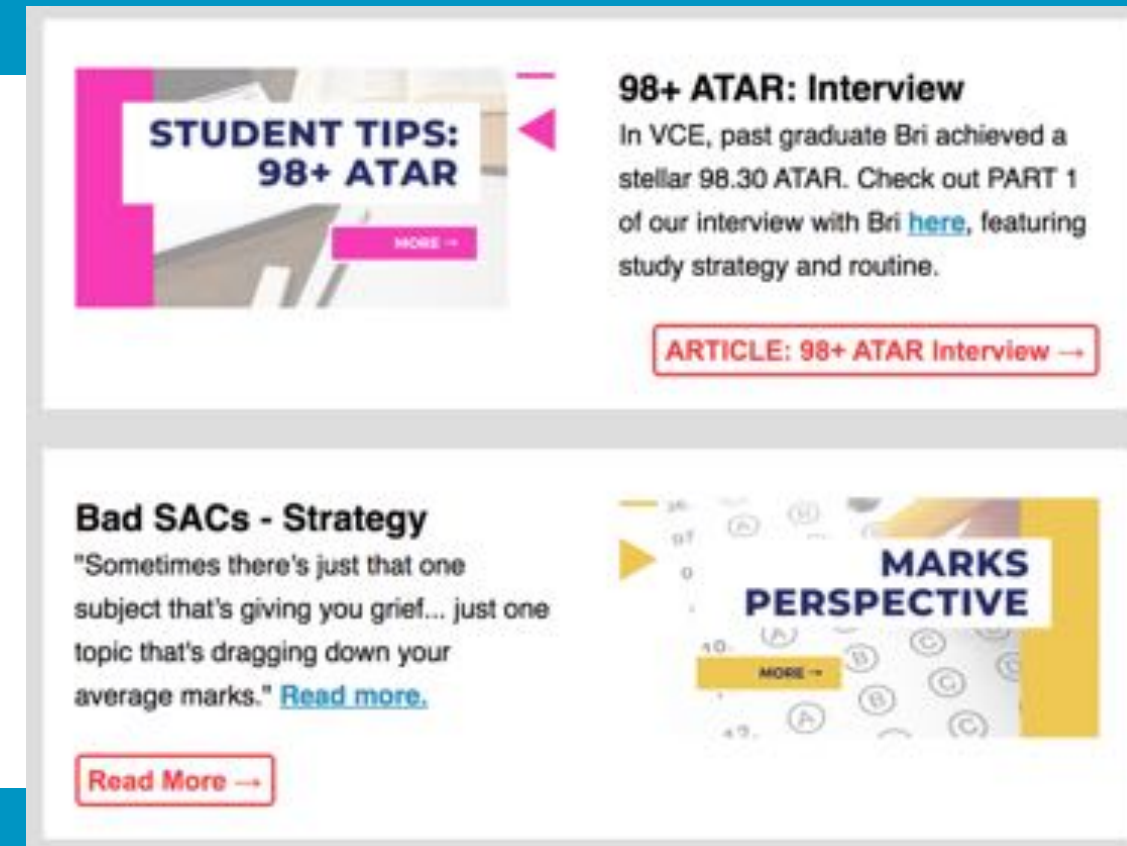 STUDENT TIPS:
98+ ATAR
MORE →
98+ ATAR: Interview
In VCE, past graduate Bri achieved a
stellar 98.30 ATAR. Check out PART 1
of our interview with Bri here, featuring
study strategy and routine.
ARTICLE: 98+ ATAR Interview →
Bad SACs - Strategy
"Sometimes there's just that one
subject that's giving you grief... just one
topic that's dragging down your
average marks." Read more.
Read More →
MARKS
PERSPECTIVE
MORE →